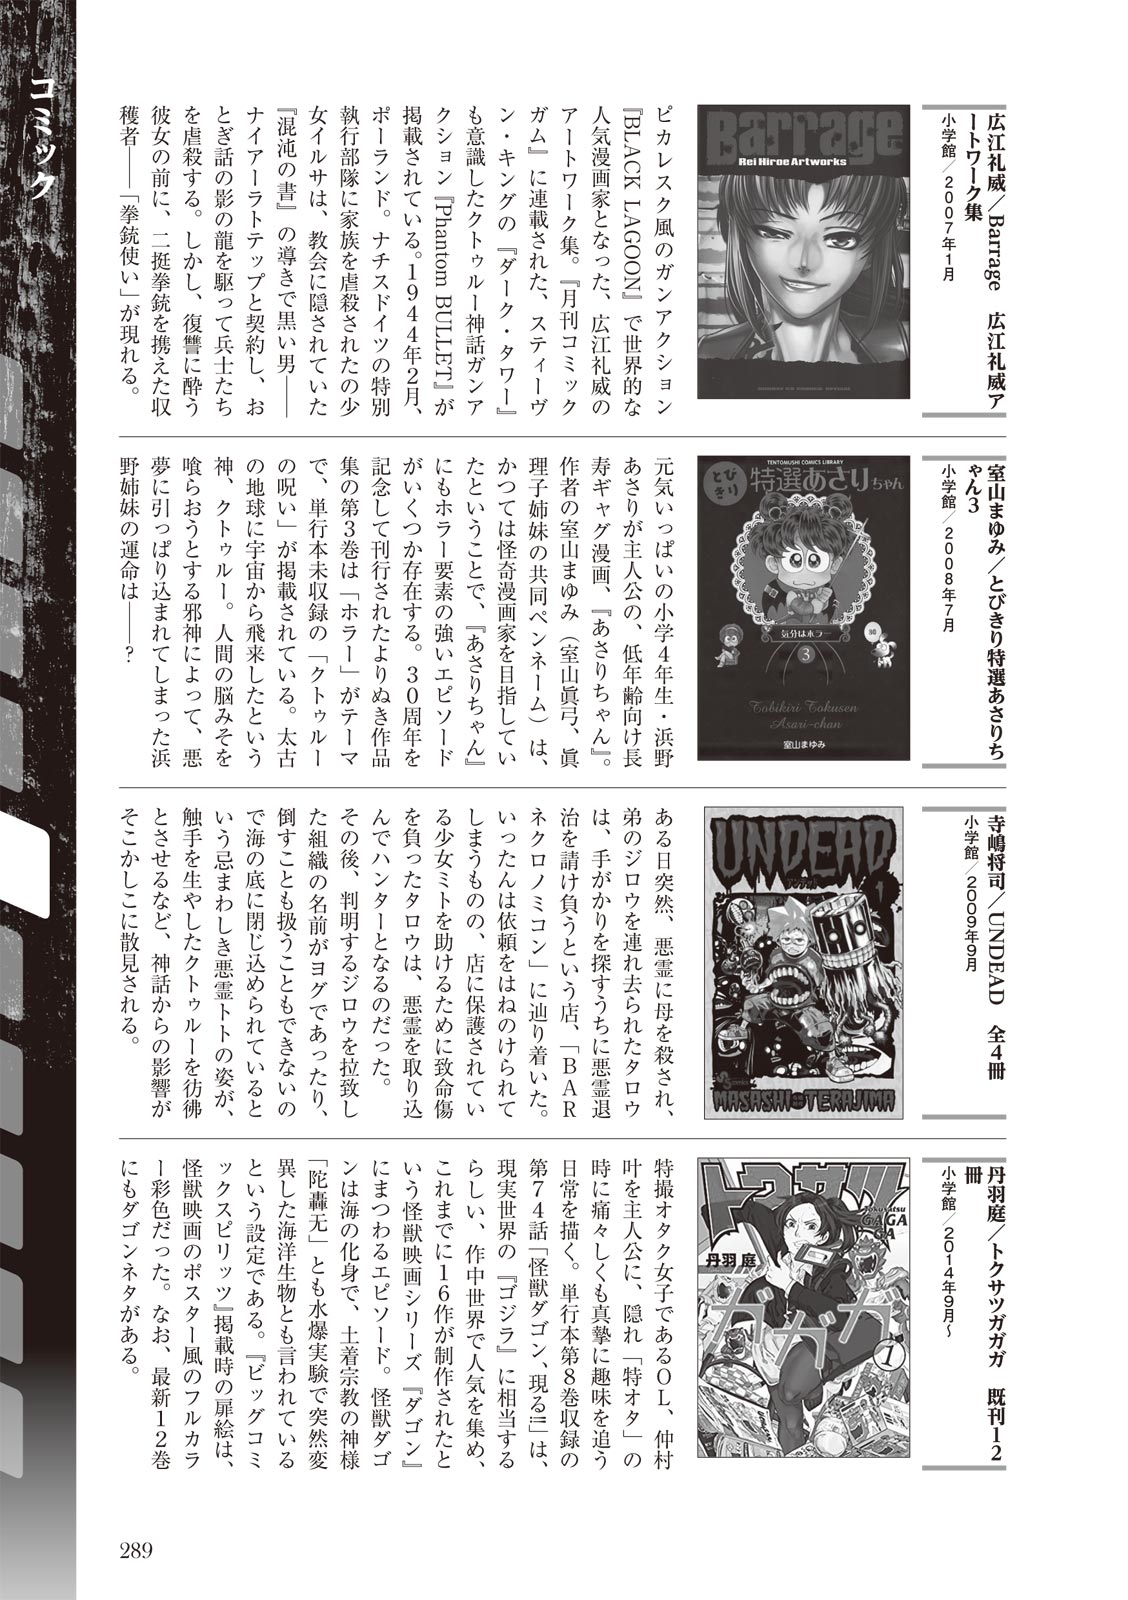 コミック
広江礼威／Barrage　広江礼威ア
ートワーク集
小学館／2007年1月
Barrage
Rei Hiroe Artworks
ピカレスク風のガンアクション
『BLACK LAGOON』で世界的な
人気漫画家となった、広江礼威の
アートワーク集。『月刊コミック
ガム』に連載された、スティーヴ
ン・キングの『ダーク・タワー』
も意識したクトゥルー神話ガンア
クション『Phantom BULLET』が
掲載されている。1944年2月、
ポーランド。ナチスドイツの特別
執行部隊に家族を虐殺されたの少
女イルサは、教会に隠されていた
『混沌の書』の導きで黒い男――
ナイアーラトテップと契約し、お
とぎ話の影の龍を駆って兵士たち
を虐殺する。しかし、復讐に酔う
彼女の前に、二挺拳銃を携えた収
穫者――「拳銃使い」が現れる。
室山まゆみ／とびきり特選あさりち
ゃん3
小学館／2008年7月
TENTOMUSHI COMICS LIBRARY
とびきり
特選あさりちゃん
気分はホラー
3
Tobikiri Tokusen
Asari-chan
室山まゆみ
元気いっぱいの小学4年生・浜野
あさりが主人公の、低年齢向け長
寿ギャグ漫画、『あさりちゃん』。
作者の室山まゆみ（室山眞弓、眞
理子姉妹の共同ペンネーム）は、
かつては怪奇漫画家を目指してい
たということで、『あさりちゃん』
にもホラー要素の強いエピソード
がいくつか存在する。30周年を
記念して刊行されたよりぬき作品
集の第3巻は「ホラー」がテーマ
で、単行本未収録の「クトゥルー
の呪い」が掲載されている。太古
の地球に宇宙から飛来したという
神、クトゥルー。人間の脳みそを
喰らおうとする邪神によって、悪
夢に引っぱり込まれてしまった浜
野姉妹の運命は――？
寺嶋将司／UNDEAD　全4冊
小学館／2009年9月
UNDEAD
アンデッド
1
MASASHI TERAJIMA
ある日突然、悪霊に母を殺され、
弟のジロウを連れ去られたタロウ
は、手がかりを探すうちに悪霊退
治を請け負うという店、「BAR
ネクロノミコン」に辿り着いた。
いったんは依頼をはねのけられて
しまうものの、店に保護されてい
る少女ミトを助けるために致命傷
を負ったタロウは、悪霊を取り込
んでハンターとなるのだった。
その後、判明するジロウを拉致し
た組織の名前がヨグであったり、
倒すことも扱うこともできないの
で海の底に閉じ込められていると
いう忌まわしき悪霊トトの姿が、
触手を生やしたクトゥルーを彷彿
とさせるなど、神話からの影響が
そこかしこに散見される。
丹羽庭／トクサツガガガ　既刊12
冊
小学館／2014年9月～
トクサツ
Tokusatsu
GAGA
GA
丹羽 庭
ガガガ
1
特撮オタク女子であるOL、仲村
叶を主人公に、隠れ「特オタ」の
時に痛々しくも真摯に趣味を追う
日常を描く。単行本第8巻収録の
第74話「怪獣ダゴン、現る!!」は、
現実世界の『ゴジラ』に相当する
らしい、作中世界で人気を集め、
これまでに16作が制作されたと
いう怪獣映画シリーズ『ダゴン』
にまつわるエピソード。怪獣ダゴ
ンは海の化身で、土着宗教の神様
「陀轟无」とも水爆実験で突然変
異した海洋生物とも言われている
という設定である。『ビッグコミ
ックスピリッツ』掲載時の扉絵は、
怪獣映画のポスター風のフルカラ
ー彩色だった。なお、最新12巻
にもダゴンネタがある。
289